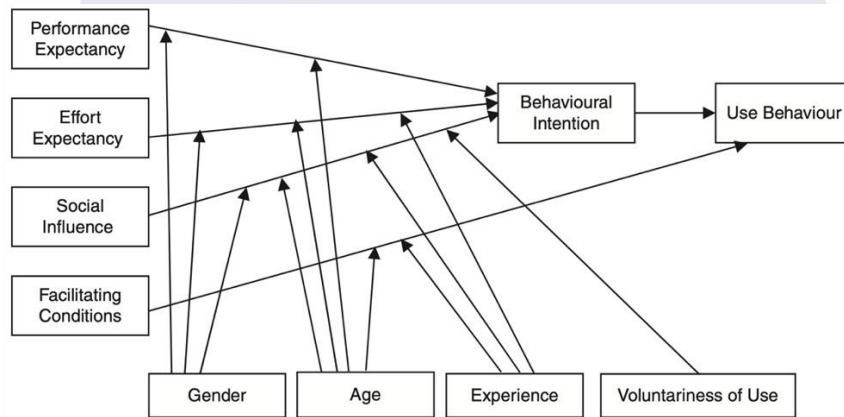 Performance
Expectancy
Effort
Expectancy
Behavioural
Intention
Use Behaviour
Social
Influence
Facilitating
Conditions
Gender
Age
Experience
Voluntariness of Use